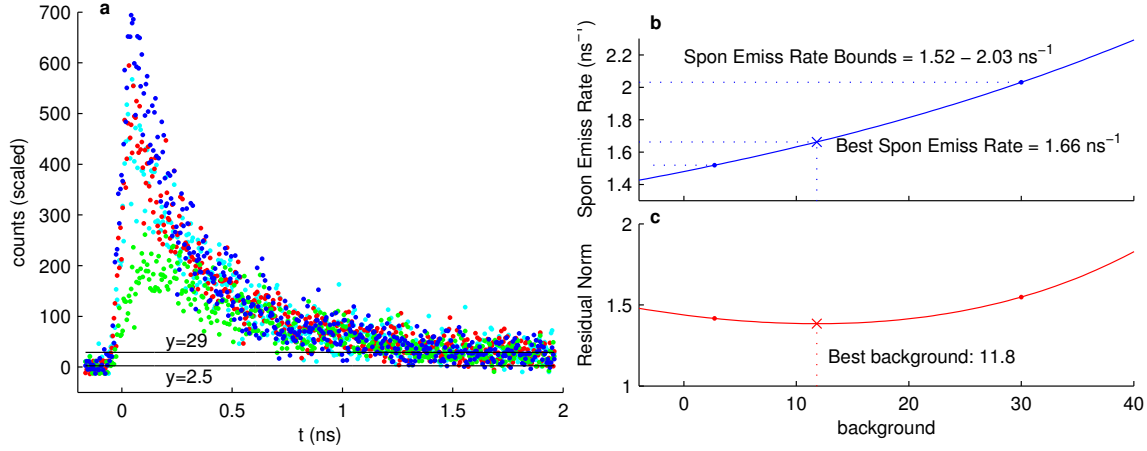 a
counts (scaled)
700
600
500
400
300
200
100
0
y=29
y=2.5
0
0.5
1
1.5
2
t (ns)
b
Spon Emiss Rate (ns⁻¹)
2.2
2
1.8
1.6
1.4
Spon Emiss Rate Bounds = 1.52 − 2.03 ns⁻¹
Best Spon Emiss Rate = 1.66 ns⁻¹
c
Residual Norm
2
1.5
1
Best background: 11.8
0
10
20
30
40
background